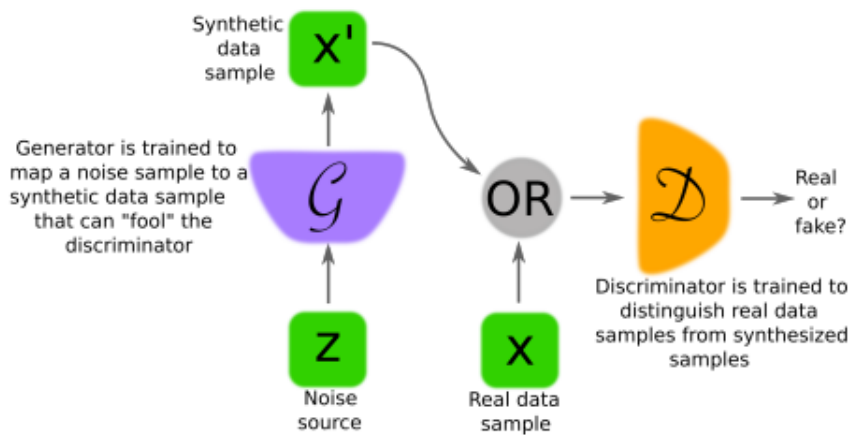 Synthetic
data
sample
x'
Generator is trained to
map a noise sample to a
synthetic data sample
that can "fool" the
discriminator
G
z
Noise
source
OR
x
Real data
sample
D
Real
or
fake?
Discriminator is trained to
distinguish real data
samples from synthesized
samples